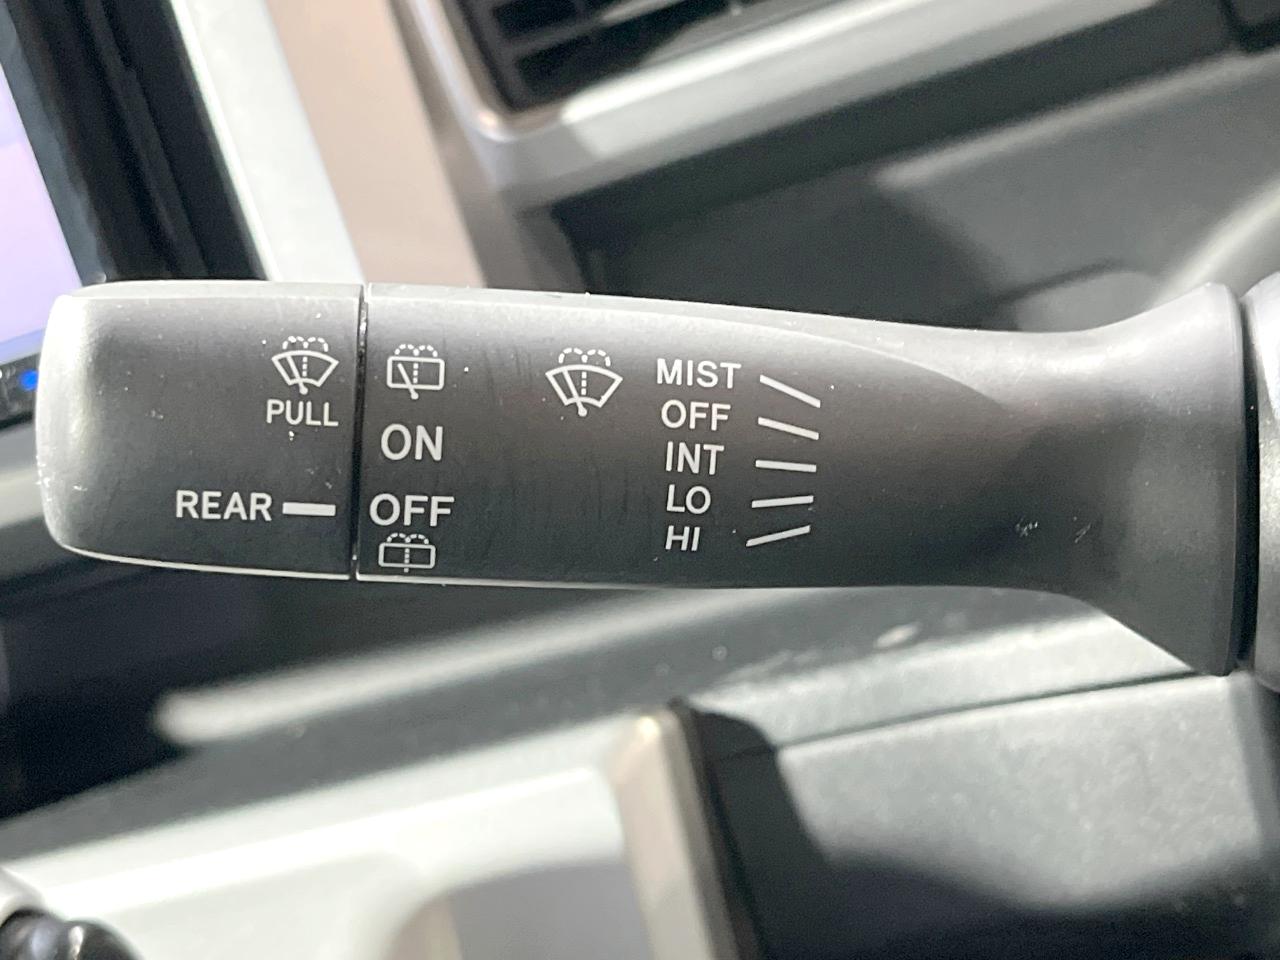 PULL
REAR
ON
OFF
MIST
OFF
INT
LO
HI